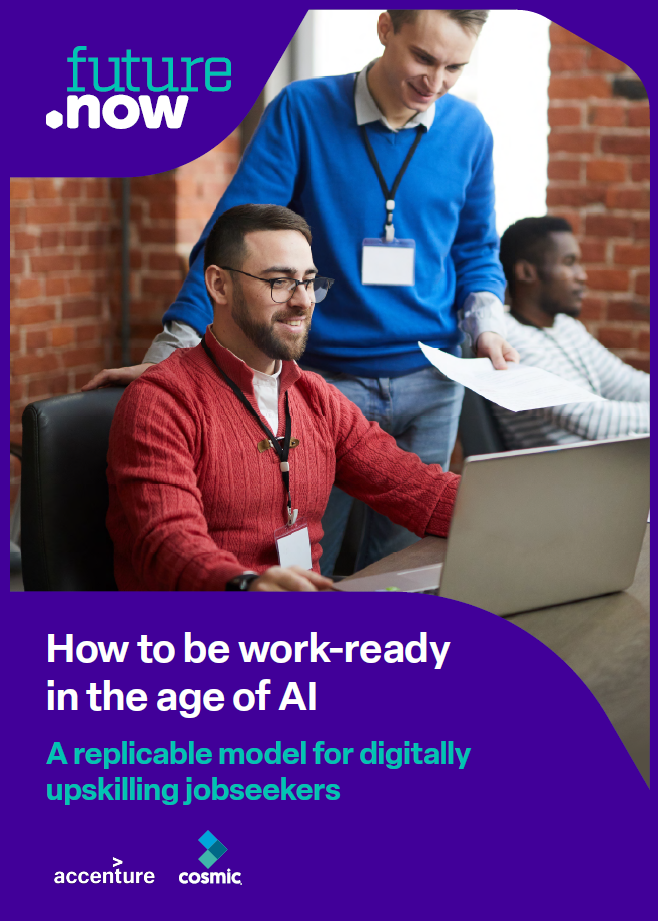 future
.now
How to be work-ready
in the age of AI
A replicable model for digitally
upskilling jobseekers
accenture
cosmic